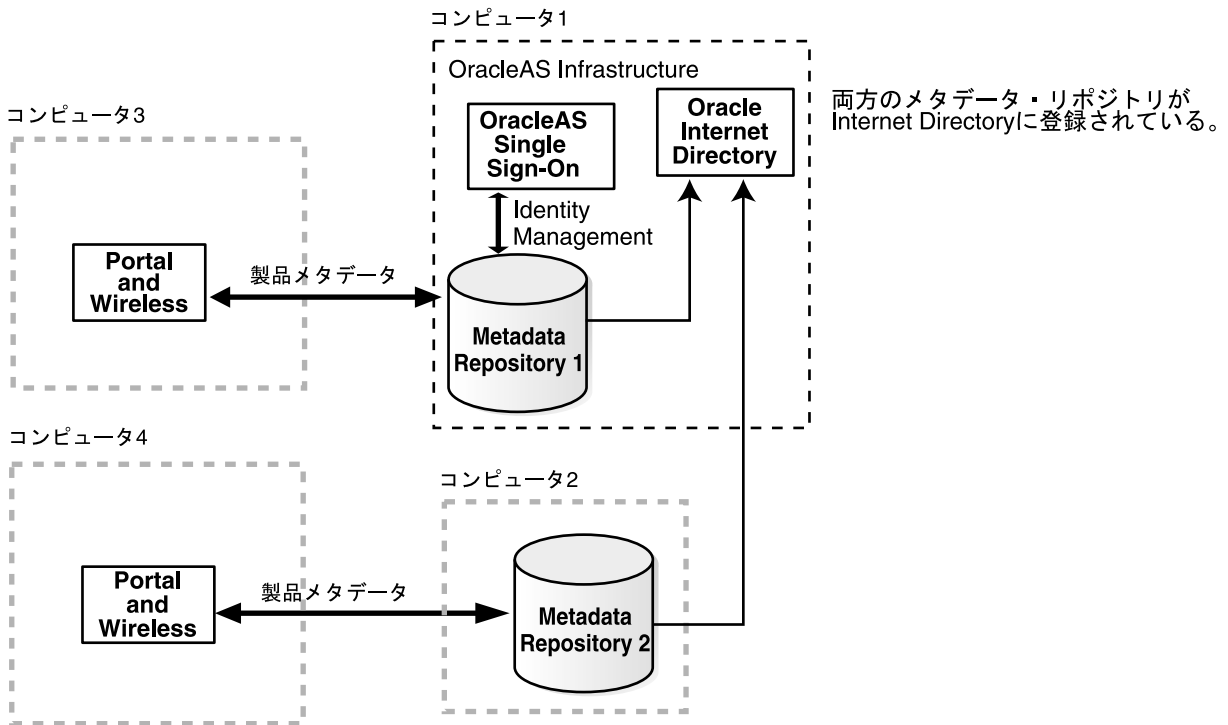 コンピュータ1
OracleAS Infrastructure
OracleAS
Single
Sign-On
Oracle
Internet
Directory
両方のメタデータ・リポジトリが
Internet Directoryに登録されている。
コンピュータ3
Identity
Management
Portal
and
Wireless
製品メタデータ
Metadata
Repository 1
コンピュータ4
コンピュータ2
Portal
and
Wireless
製品メタデータ
Metadata
Repository 2